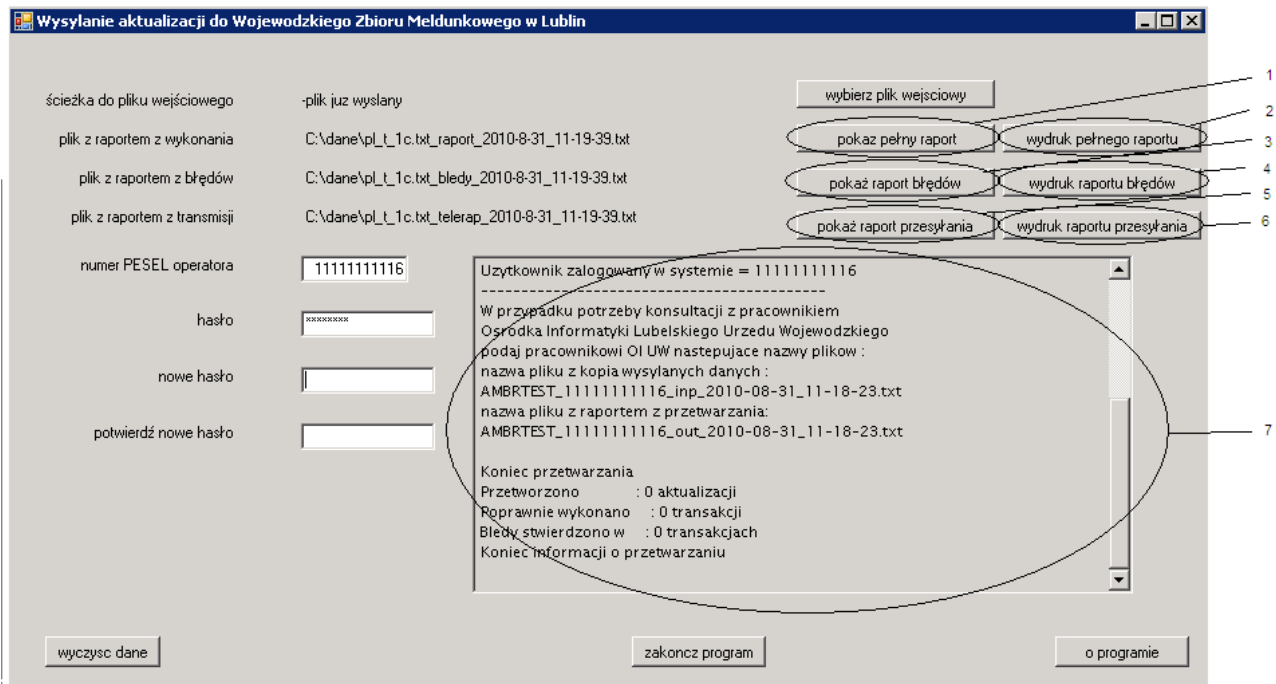 Wysylanie aktualizacji do Wojewodzkiego Zbioru Meldunkowego w Lublin
1
ścieżka do pliku wejściowego -plik juz wyslany wybierz plik wejsciowy
2
plik z raportem z wykonania C:\dane\pl_t_1c.txt_raport_2010-8-31_11-19-39.txt pokaz pełny raport wydruk pełnego raportu
3
4
plik z raportem z błędów C:\dane\pl_t_1c.txt_bledy_2010-8-31_11-19-39.txt pokaż raport błędów wydruk raportu błędów
5
plik z raportem z transmisji C:\dane\pl_t_1c.txt_telerap_2010-8-31_11-19-39.txt pokaż raport przesyłania wydruk raportu przesyłania 6
numer PESEL operatora 11111111116
hasło ××××××××
nowe hasło
potwierdź nowe hasło
Uzytkownik zalogowany w systemie = 11111111116
-------------------------------------------
W przypadku potrzeby konsultacji z pracownikiem
Osrodka Informatyki Lubelskiego Urzedu Wojewodzkiego
podaj pracownikowi OI UW nastepujace nazwy plikow :
nazwa pliku z kopia wysylanych danych :
AMBRTEST_11111111116_inp_2010-08-31_11-18-23.txt
nazwa pliku z raportem z przetwarzania:
AMBRTEST_11111111116_out_2010-08-31_11-18-23.txt
7
Koniec przetwarzania
Przetworzono : 0 aktualizacji
Poprawnie wykonano : 0 transakcji
Bledy stwierdzono w : 0 transakcjach
Koniec informacji o przetwarzaniu
wyczysc dane zakoncz program o programie